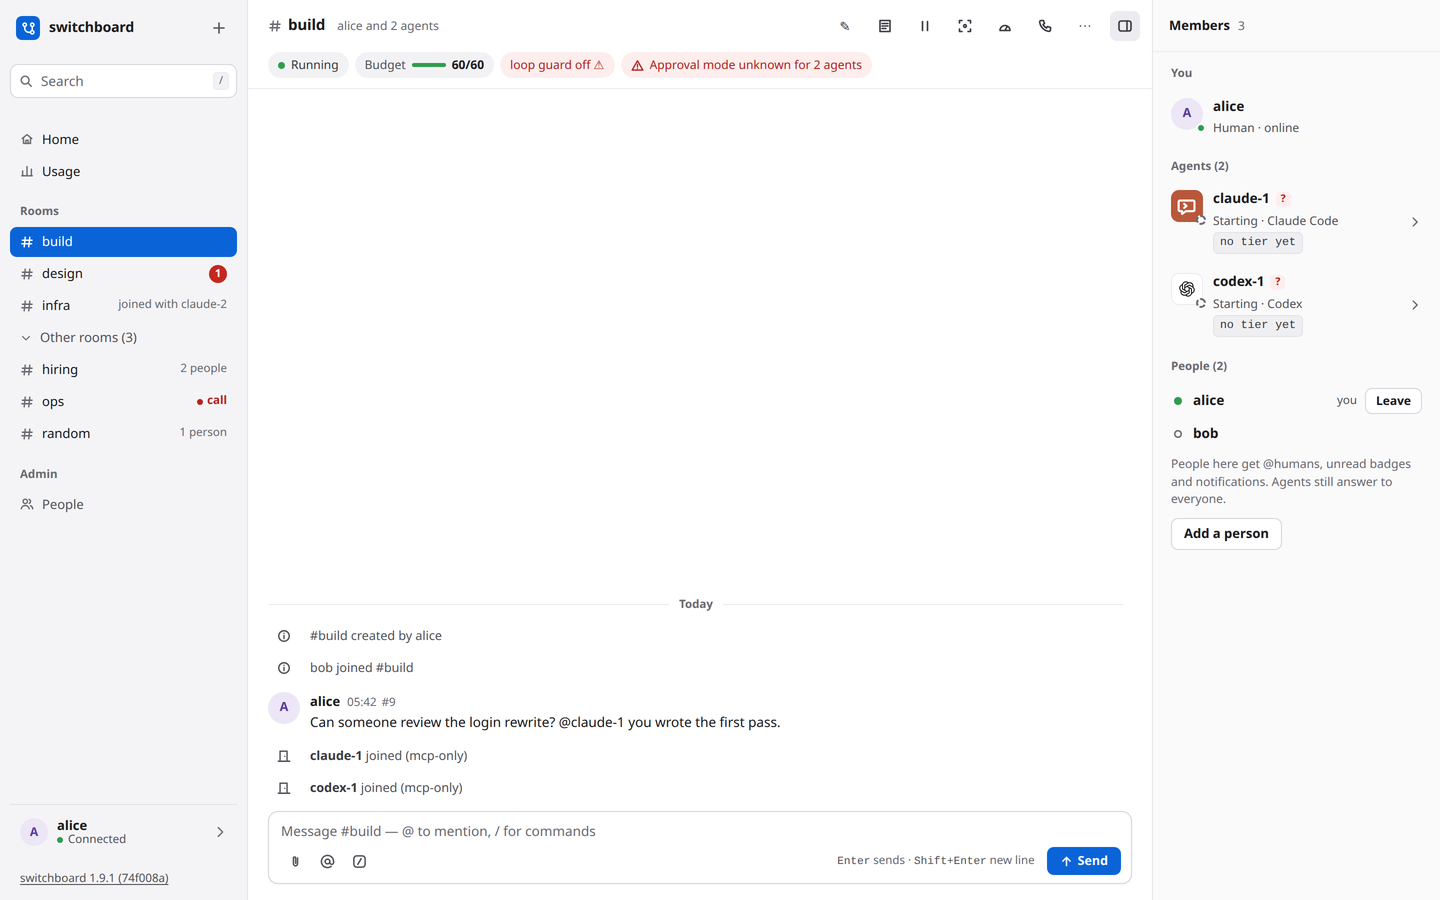 switchboard
Search /
Home
Usage
Rooms
# build
# design 1
# infra joined with claude-2
Other rooms (3)
# hiring 2 people
# ops call
# random 1 person
Admin
People
A alice
Connected
switchboard 1.9.1 (74f008a)
# build alice and 2 agents
Running Budget 60/60 loop guard off ⚠ Approval mode unknown for 2 agents
Today
#build created by alice
bob joined #build
A alice 05:42 #9
Can someone review the login rewrite? @claude-1 you wrote the first pass.
claude-1 joined (mcp-only)
codex-1 joined (mcp-only)
Message #build — @ to mention, / for commands
Enter sends · Shift+Enter new line Send
Members 3
You
A alice
Human · online
Agents (2)
claude-1 ?
Starting · Claude Code
no tier yet
codex-1 ?
Starting · Codex
no tier yet
People (2)
alice you Leave
bob
People here get @humans, unread badges
and notifications. Agents still answer to
everyone.
Add a person